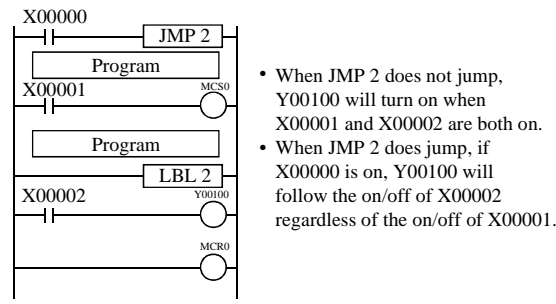 X00000
JMP 2
Program
X00001
MCS0
Program
LBL 2
X00002
Y00100
MCR0
• When JMP 2 does not jump,
Y00100 will turn on when
X00001 and X00002 are both on.
• When JMP 2 does jump, if
X00000 is on, Y00100 will
follow the on/off of X00002
regardless of the on/off of X00001.